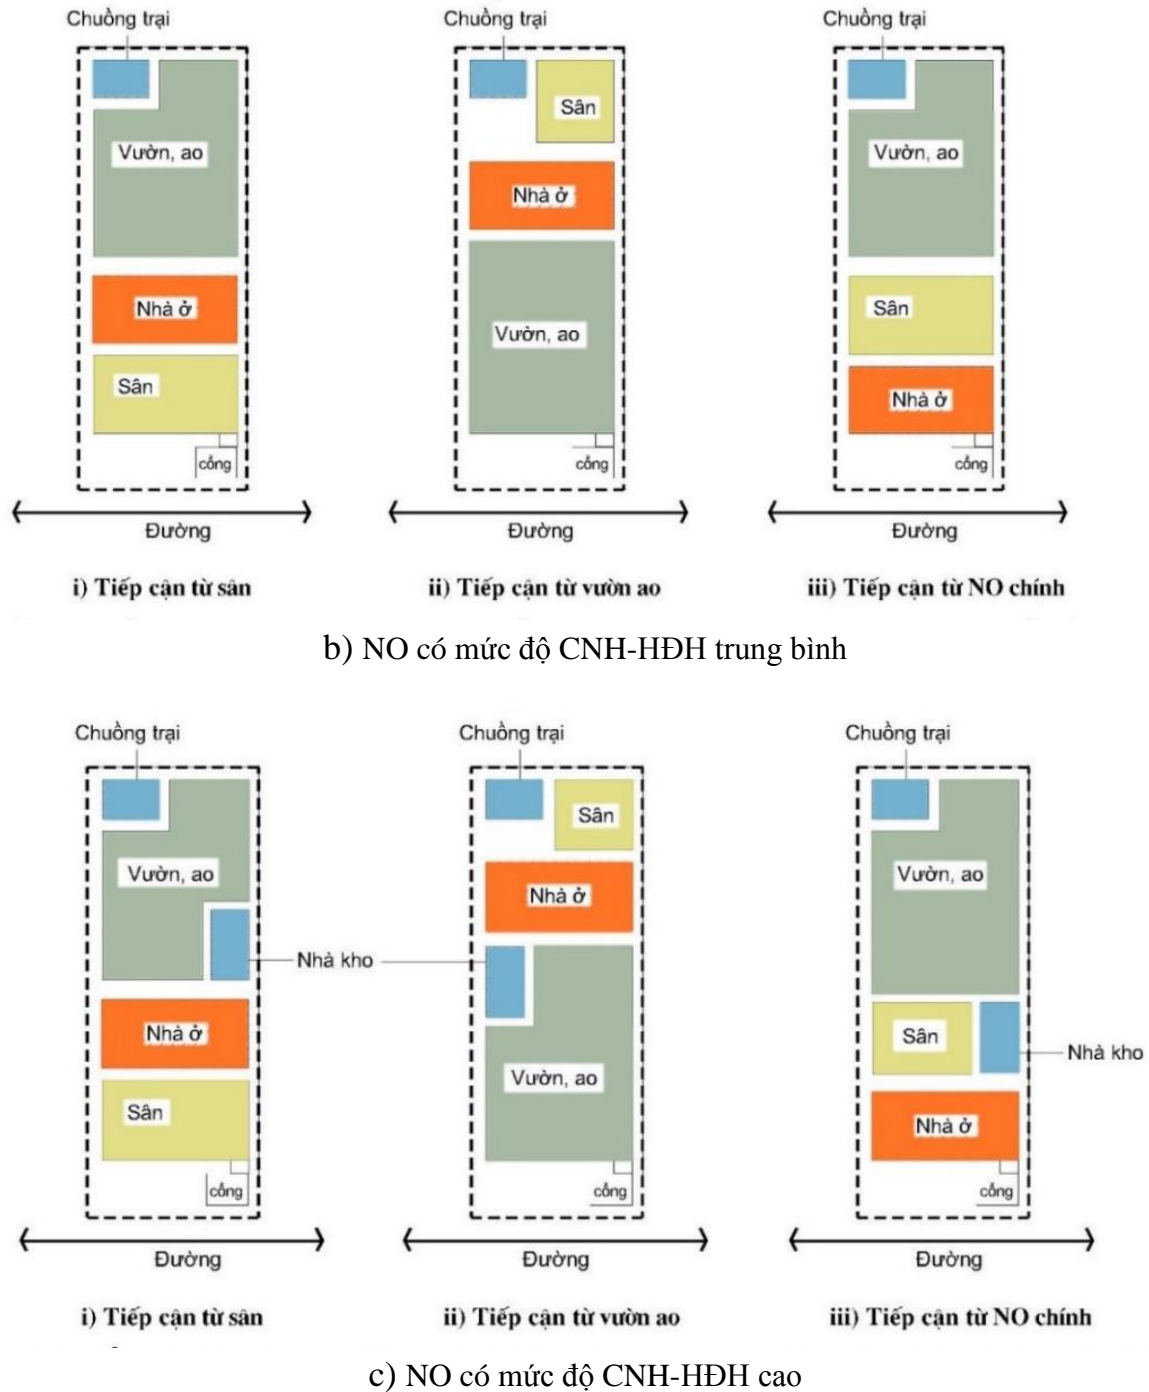 Chuồng trại
Vườn, ao
Nhà ở
Sân
cổng
Đường
i) Tiếp cận từ sân
Chuồng trại
Sân
Nhà ở
Vườn, ao
cổng
Đường
ii) Tiếp cận từ vườn ao
Chuồng trại
Vườn, ao
Sân
Nhà ở
cổng
Đường
iii) Tiếp cận từ NO chính
b) NO có mức độ CNH-HĐH trung bình
Chuồng trại
Vườn, ao
Nhà kho
Nhà ở
Sân
cổng
Đường
i) Tiếp cận từ sân
Chuồng trại
Sân
Nhà ở
Vườn, ao
cổng
Đường
ii) Tiếp cận từ vườn ao
Chuồng trại
Vườn, ao
Sân
Nhà kho
Nhà ở
cổng
Đường
iii) Tiếp cận từ NO chính
c) NO có mức độ CNH-HĐH cao